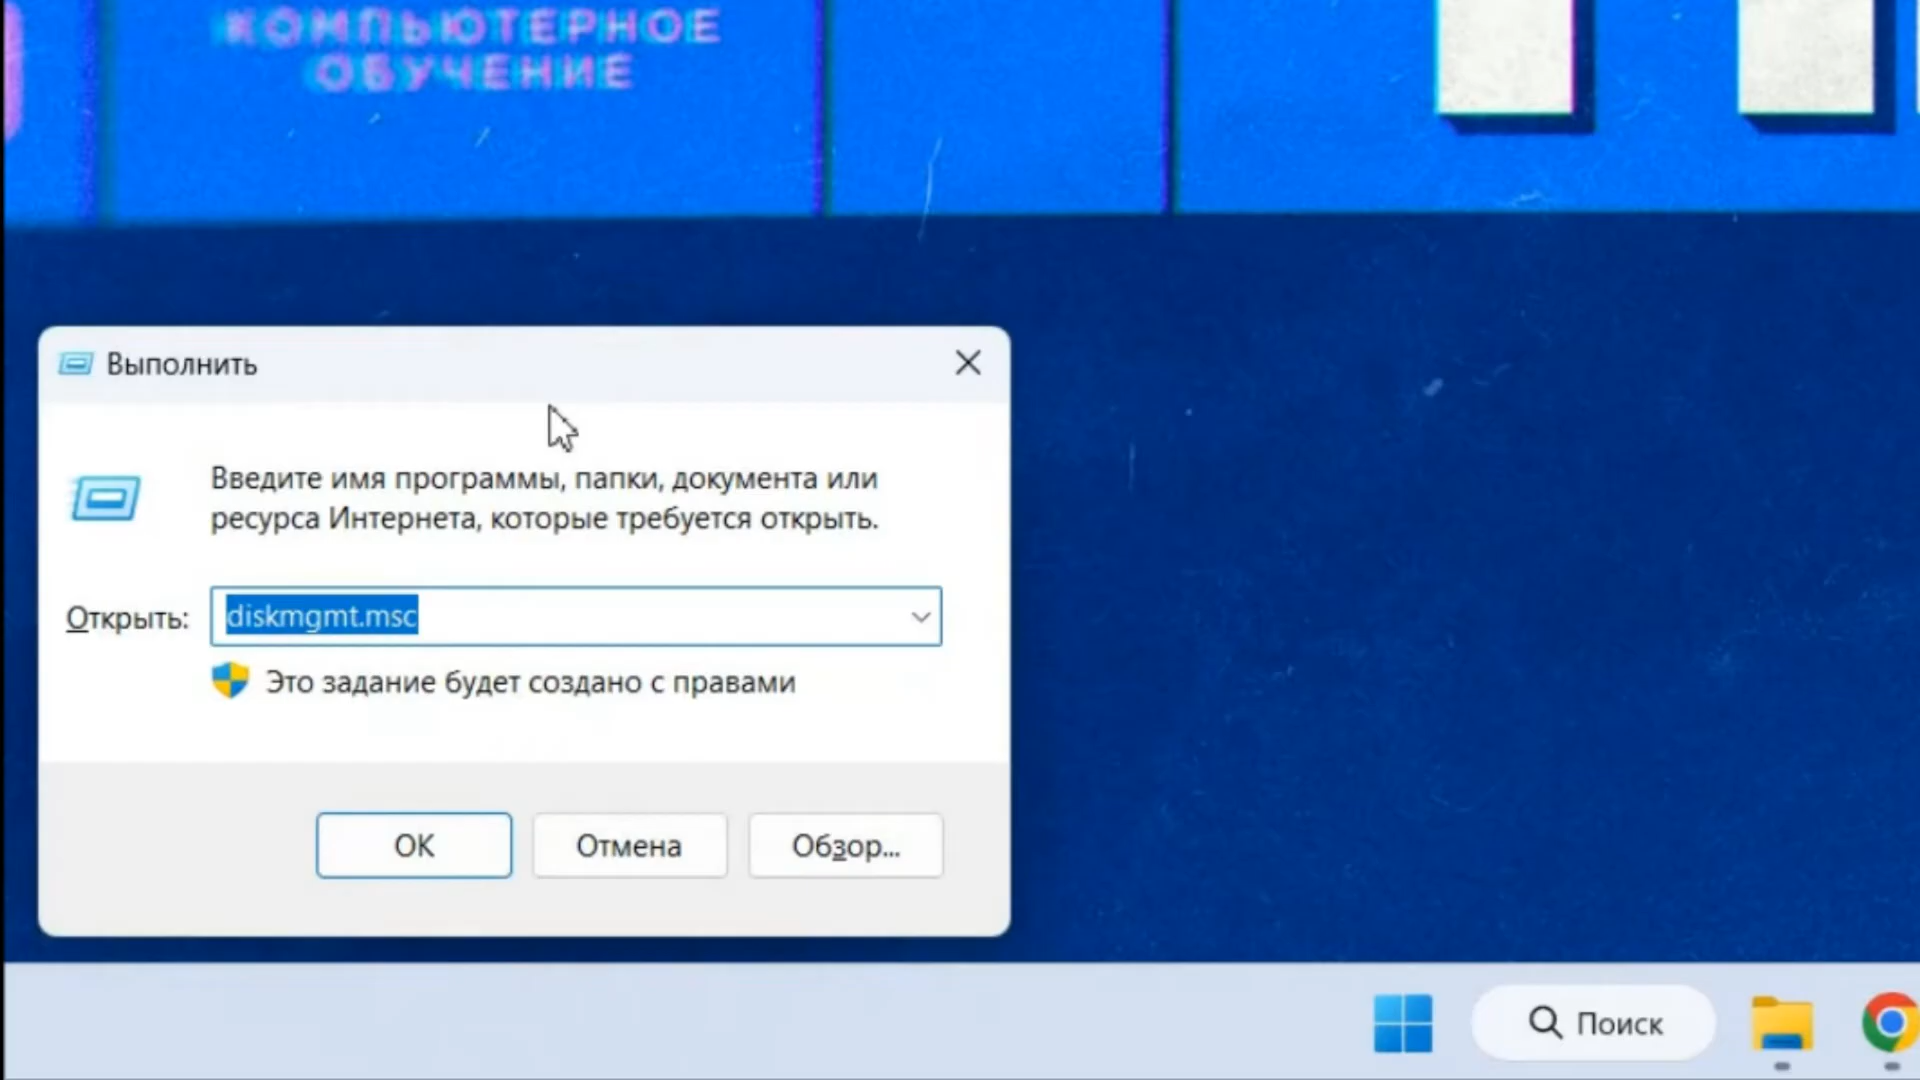 КОМПЬЮТЕРНОЕ
ОБУЧЕНИЕ
Выполнить
Введите имя программы, папки, документа или
ресурса Интернета, которые требуется открыть.
Открыть: diskmgmt.msc
Это задание будет создано с правами
ОК Отмена Обзор...
Поиск